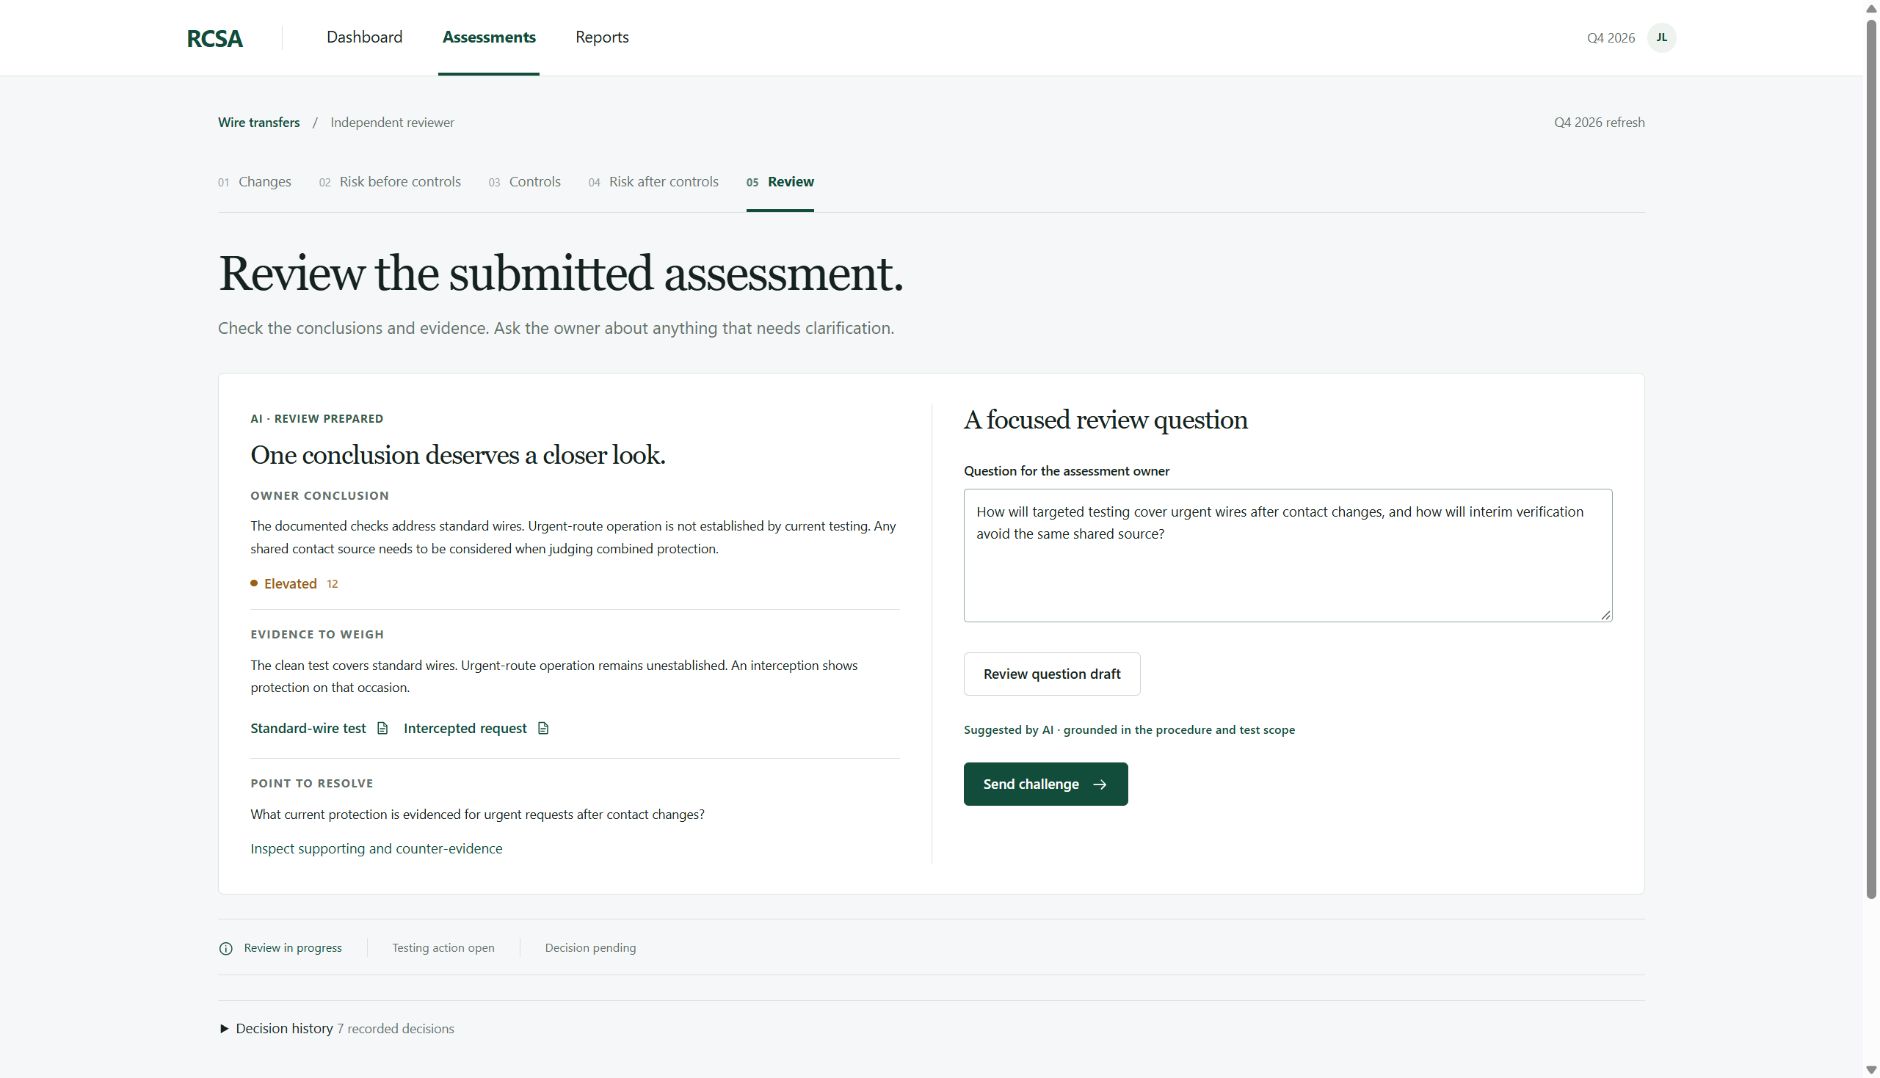 RCSA
Dashboard
Assessments
Reports
Q4 2026
JL
Wire transfers / Independent reviewer
Q4 2026 refresh
01 Changes
02 Risk before controls
03 Controls
04 Risk after controls
05 Review
Review the submitted assessment.
Check the conclusions and evidence. Ask the owner about anything that needs clarification.
AI · REVIEW PREPARED
One conclusion deserves a closer look.
OWNER CONCLUSION
The documented checks address standard wires. Urgent-route operation is not established by current testing. Any
shared contact source needs to be considered when judging combined protection.
Elevated 12
EVIDENCE TO WEIGH
The clean test covers standard wires. Urgent-route operation remains unestablished. An interception shows
protection on that occasion.
Standard-wire test
Intercepted request
POINT TO RESOLVE
What current protection is evidenced for urgent requests after contact changes?
Inspect supporting and counter-evidence
A focused review question
Question for the assessment owner
How will targeted testing cover urgent wires after contact changes, and how will interim verification
avoid the same shared source?
Review question draft
Suggested by AI · grounded in the procedure and test scope
Send challenge →
Review in progress
Testing action open
Decision pending
Decision history 7 recorded decisions